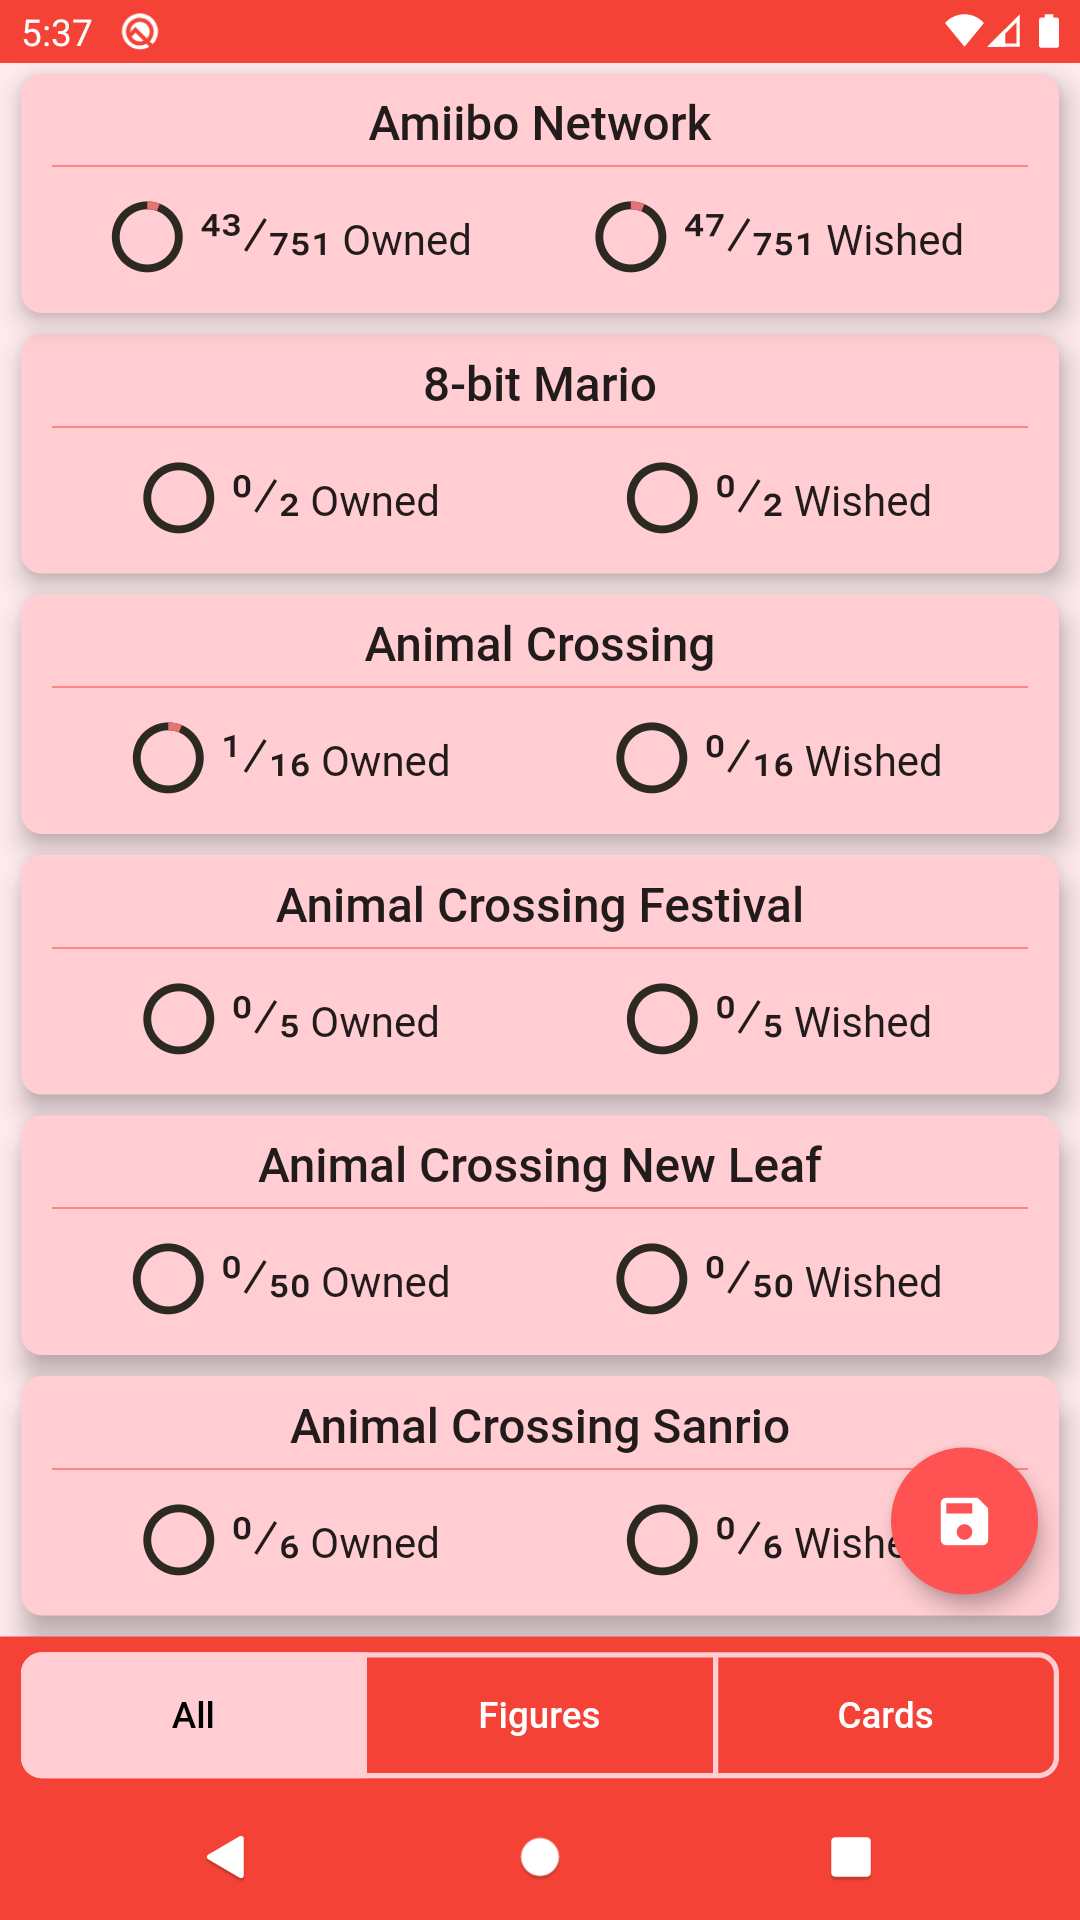 5:37
Amiibo Network
43/751 Owned 47/751 Wished
8-bit Mario
0/2 Owned 0/2 Wished
Animal Crossing
1/16 Owned 0/16 Wished
Animal Crossing Festival
0/5 Owned 0/5 Wished
Animal Crossing New Leaf
0/50 Owned 0/50 Wished
Animal Crossing Sanrio
0/6 Owned 0/6 Wishe
All Figures Cards